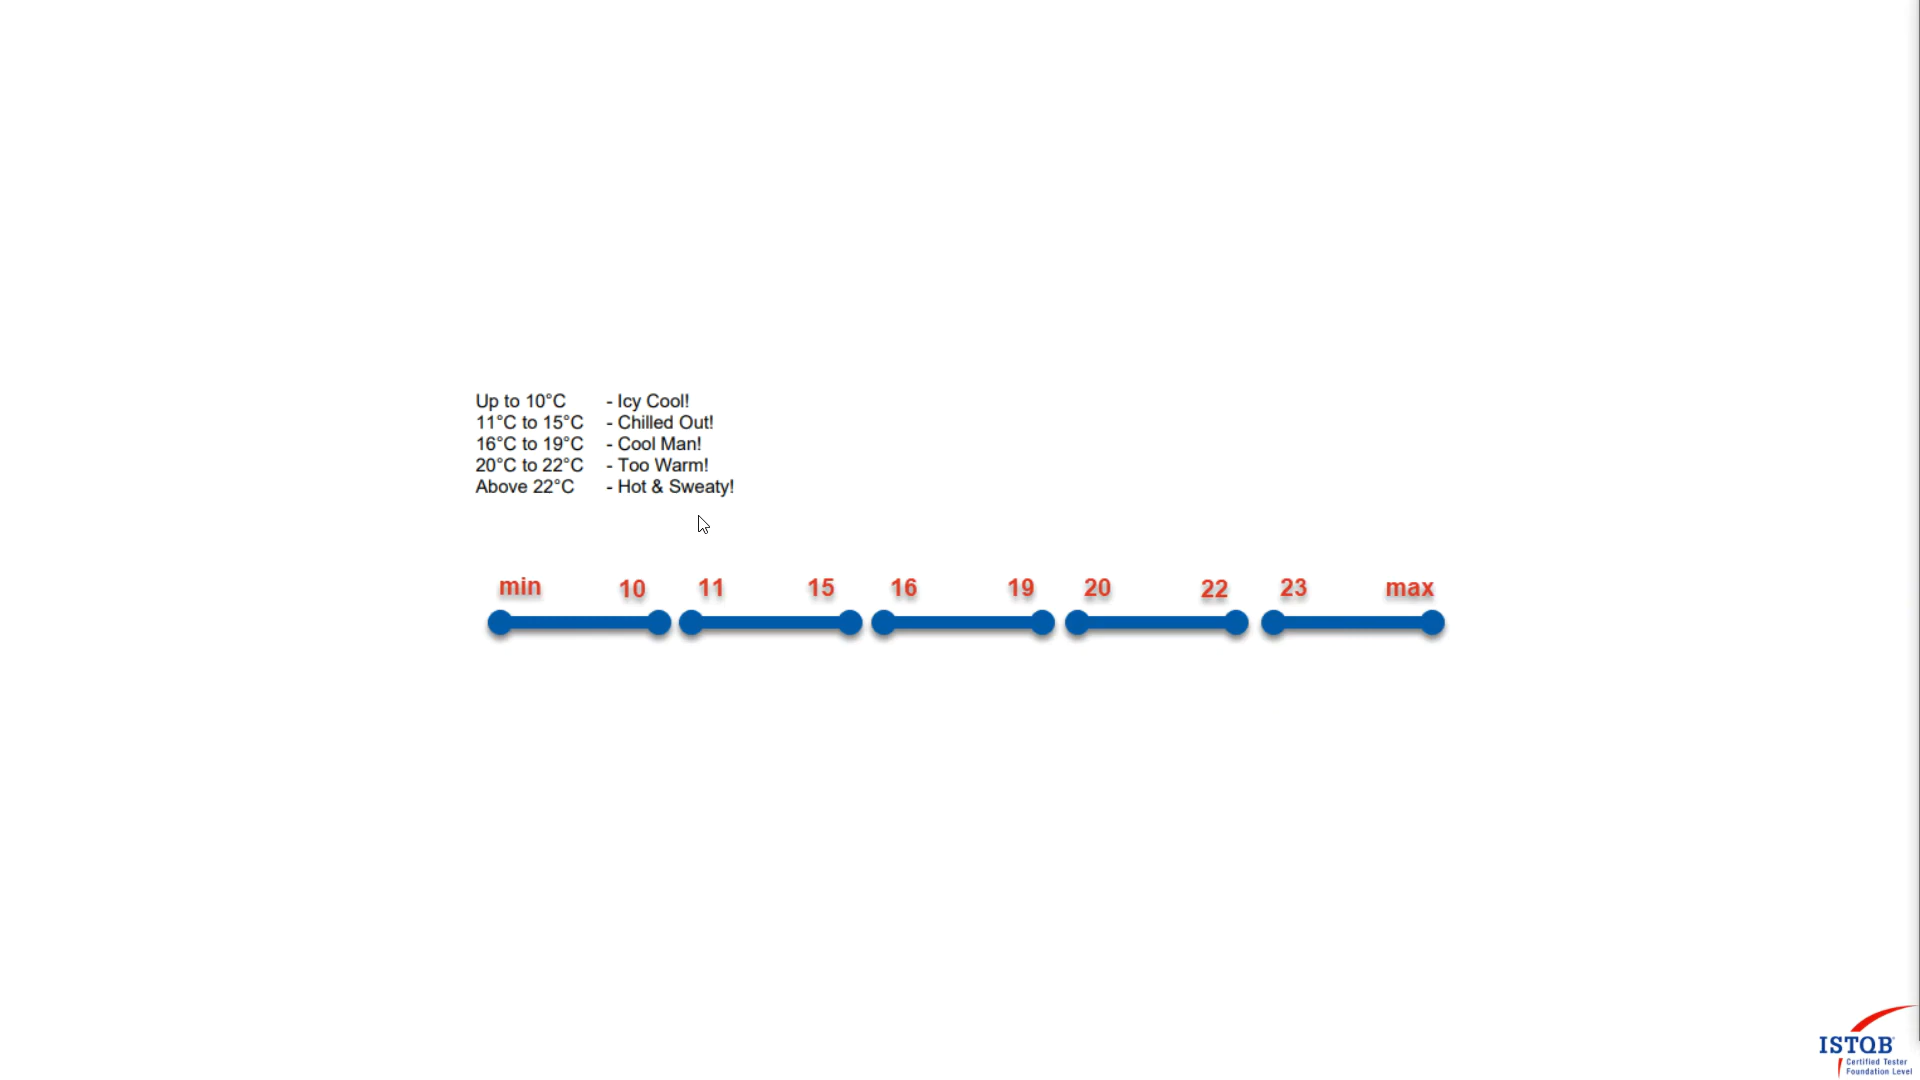 Up to 10°C - Icy Cool!
11°C to 15°C - Chilled Out!
16°C to 19°C - Cool Man!
20°C to 22°C - Too Warm!
Above 22°C - Hot & Sweaty!
min 10 11 15 16 19 20 22 23 max
ISTQB
Certified Tester
Foundation Level